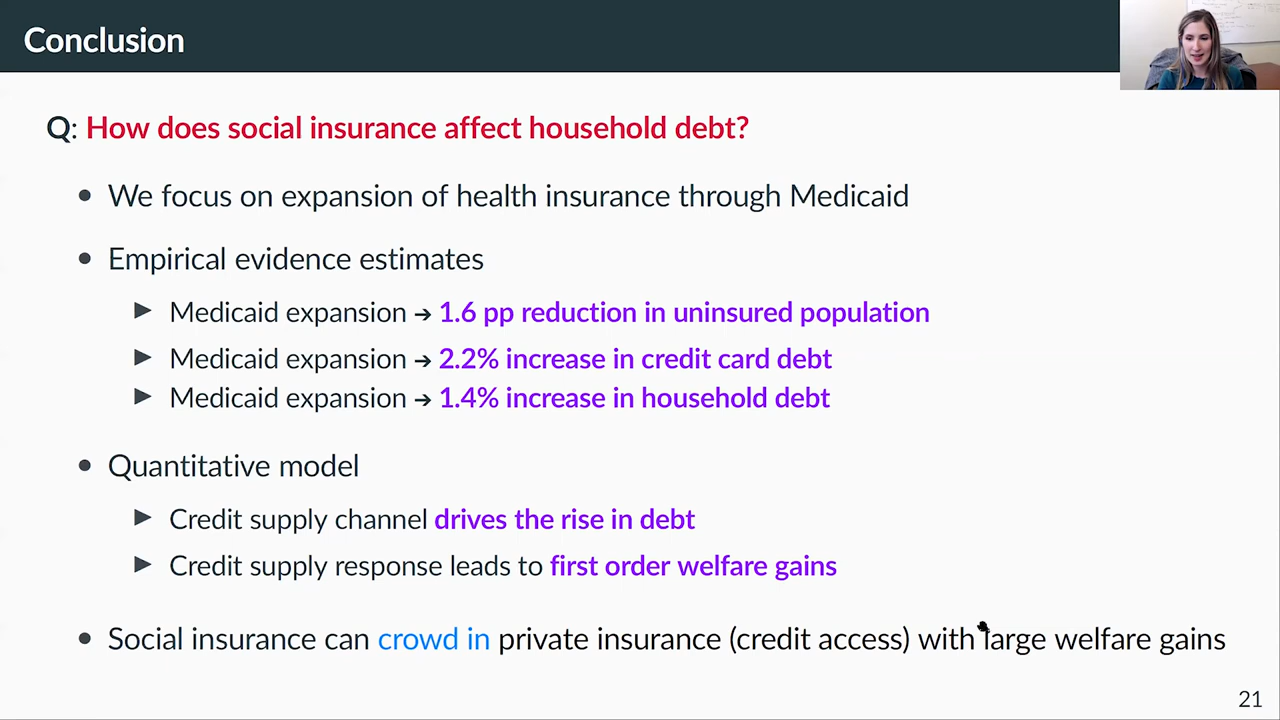 Conclusion
Q: How does social insurance affect household debt?
• We focus on expansion of health insurance through Medicaid
• Empirical evidence estimates
▶ Medicaid expansion → 1.6 pp reduction in uninsured population
▶ Medicaid expansion → 2.2% increase in credit card debt
▶ Medicaid expansion → 1.4% increase in household debt
• Quantitative model
▶ Credit supply channel drives the rise in debt
▶ Credit supply response leads to first order welfare gains
• Social insurance can crowd in private insurance (credit access) with large welfare gains
21